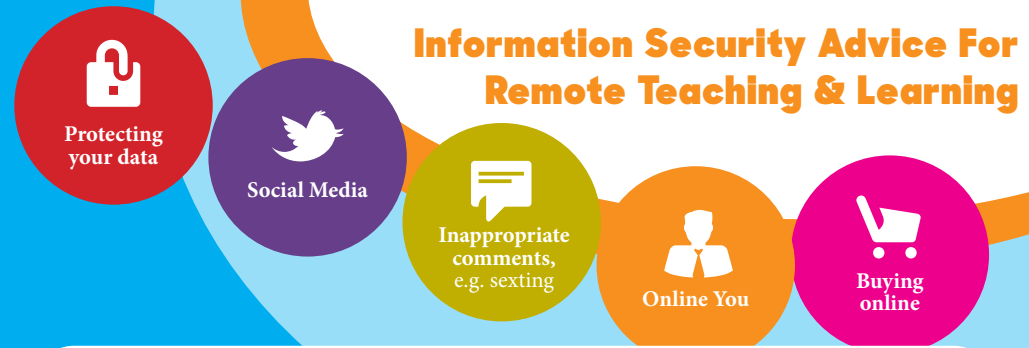 Information Security Advice For
Remote Teaching & Learning
Protecting
your data
Social Media
Inappropriate
comments,
e.g. sexting
Online You
Buying
online